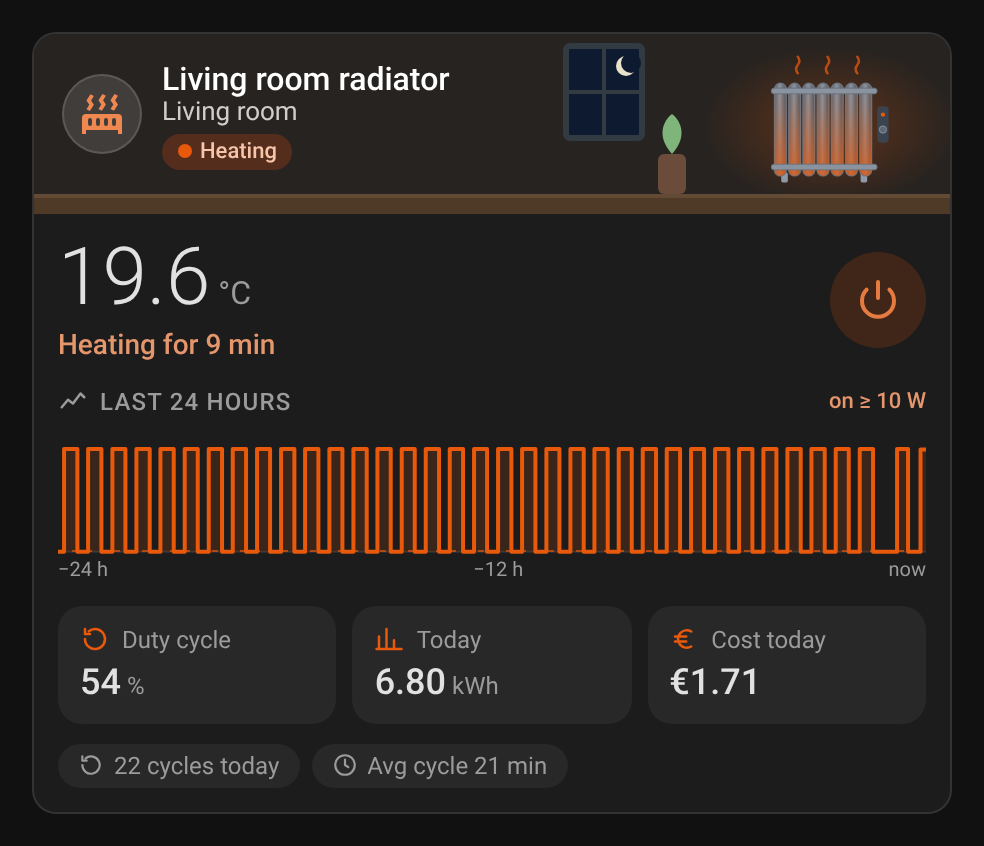 Living room radiator
Living room
Heating
19.6 °C
Heating for 9 min
LAST 24 HOURS
on ≥ 10 W
−24 h
−12 h
now
Duty cycle
54 %
Today
6.80 kWh
Cost today
€1.71
22 cycles today
Avg cycle 21 min